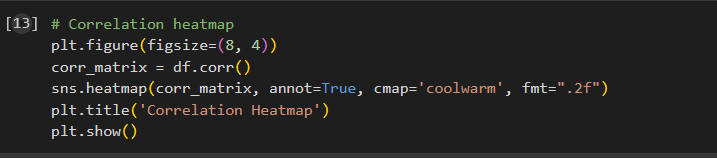 [13] # Correlation heatmap
plt.figure(figsize=(8, 4))
corr_matrix = df.corr()
sns.heatmap(corr_matrix, annot=True, cmap='coolwarm', fmt=".2f")
plt.title('Correlation Heatmap')
plt.show()